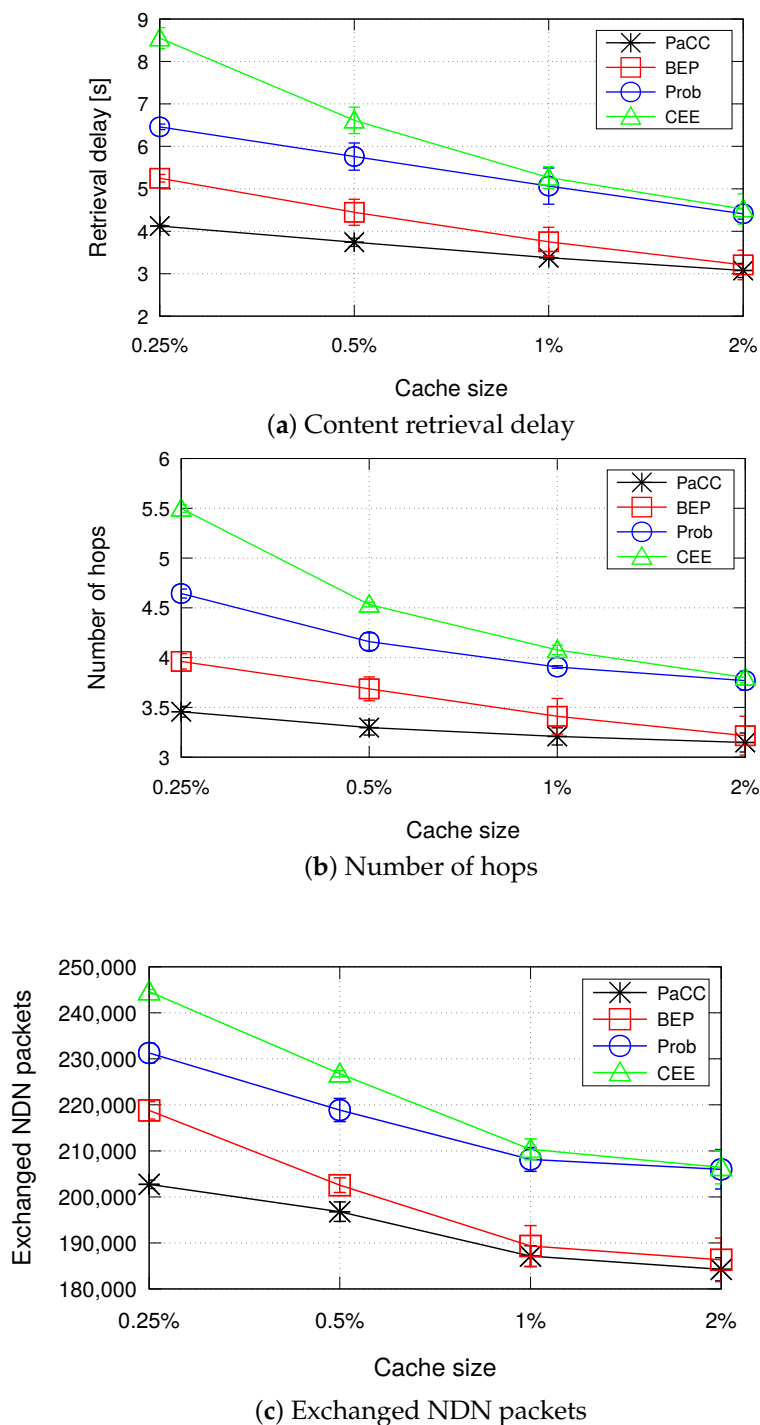 9
8
7
6
5
4
3
2
Retrieval delay [s]
PaCC
BEP
Prob
CEE
0.25% 0.5% 1% 2%
Cache size
(a) Content retrieval delay
6
5.5
5
4.5
4
3.5
3
Number of hops
PaCC
BEP
Prob
CEE
0.25% 0.5% 1% 2%
Cache size
(b) Number of hops
250,000
240,000
230,000
220,000
210,000
200,000
190,000
180,000
Exchanged NDN packets
PaCC
BEP
Prob
CEE
0.25% 0.5% 1% 2%
Cache size
(c) Exchanged NDN packets